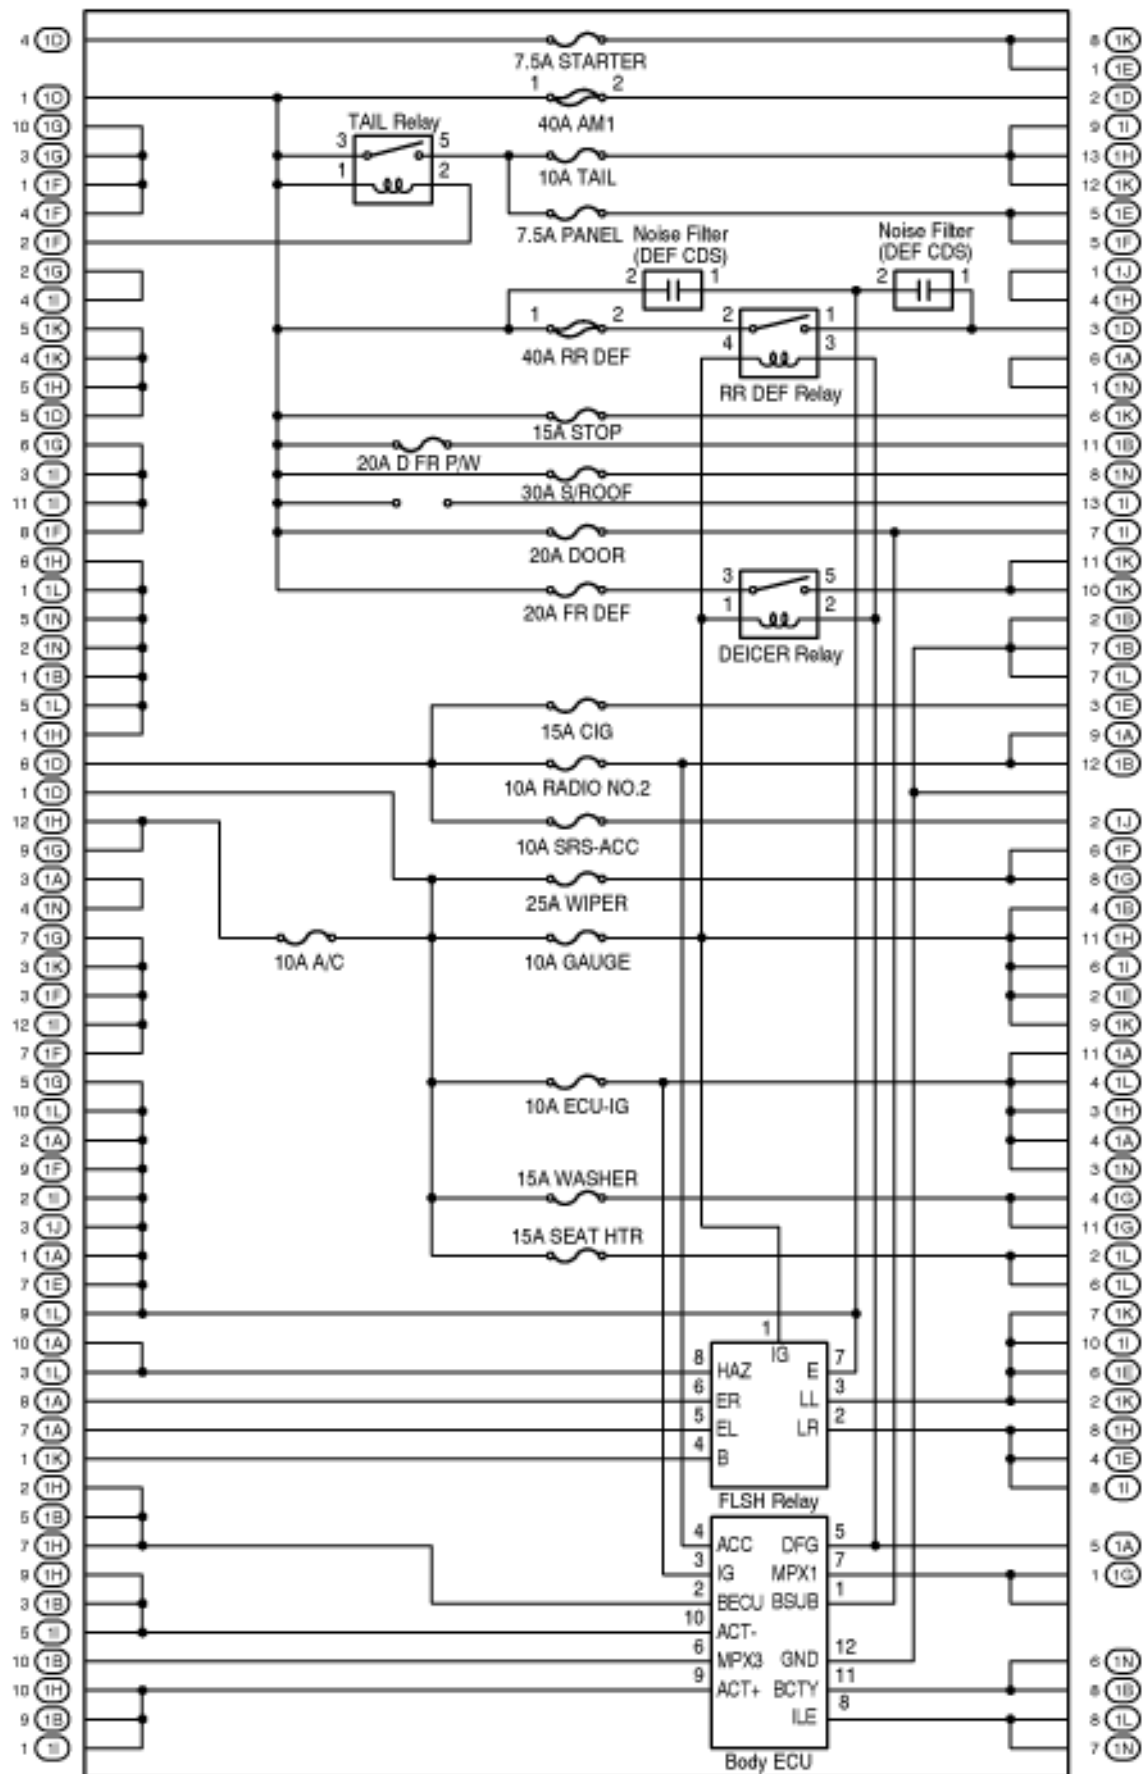 4 1D 7.5A STARTER 8 1K
1 1E
1 1O 1 2 2 1D
40A AM1
10 1G TAIL Relay 9 1I
3 1G 3 5 10A TAIL 13 1H
1 1F 1 2 12 1K
4 1F 7.5A PANEL 5 1E
2 1F Noise Filter Noise Filter 5 1F
(DEF CDS) (DEF CDS)
2 1G 2 1 2 1 1 1J
4 1I 4 1H
5 1K 1 2 2 1 3 1D
40A RR DEF
4 1K 4 3 6 1A
5 1H RR DEF Relay 1 1N
5 1D 15A STOP 6 1K
6 1G 20A D FR P/W 11 1B
3 1I 30A S/ROOF 8 1N
11 1I 13 1I
8 1F 20A DOOR 7 1I
6 1H 11 1K
1 1L 20A FR DEF 3 5 10 1K
5 1N 1 2 2 1B
2 1N DEICER Relay 7 1B
1 1B 7 1L
5 1L 15A CIG 3 1E
1 1H 9 1A
6 1D 10A RADIO NO.2 12 1B
1 1D
12 1H 10A SRS-ACC 2 1J
9 1G 6 1F
3 1A 25A WIPER 8 1G
4 1N 4 1B
7 1G 10A A/C 10A GAUGE 11 1H
3 1K 6 1I
3 1F 2 1E
12 1I 9 1K
7 1F 11 1A
5 1G 10A ECU-IG 4 1L
10 1L 3 1H
2 1A 4 1A
9 1F 3 1N
2 1I 15A WASHER 4 1G
3 1J 11 1G
1 1A 15A SEAT HTR 2 1L
7 1E 6 1L
9 1L 7 1K
10 1A 1 IG 10 1I
3 1L 8 HAZ E 7 6 1E
8 1A 6 ER LL 3 2 1K
7 1A 5 EL LR 2 8 1H
1 1K 4 B 4 1E
2 1H FLSH Relay 8 1I
5 1B
7 1H 4 ACC DFG 5 5 1A
9 1H 3 IG MPX1 7 1 1G
3 1B 2 BECU BSUB 1
5 1I 10 ACT-
10 1B 6 MPX3 GND 12 6 1N
10 1H 9 ACT+ BCTY 11 8 1B
9 1B ILE 8 8 1L
1 1I 7 1N
Body ECU